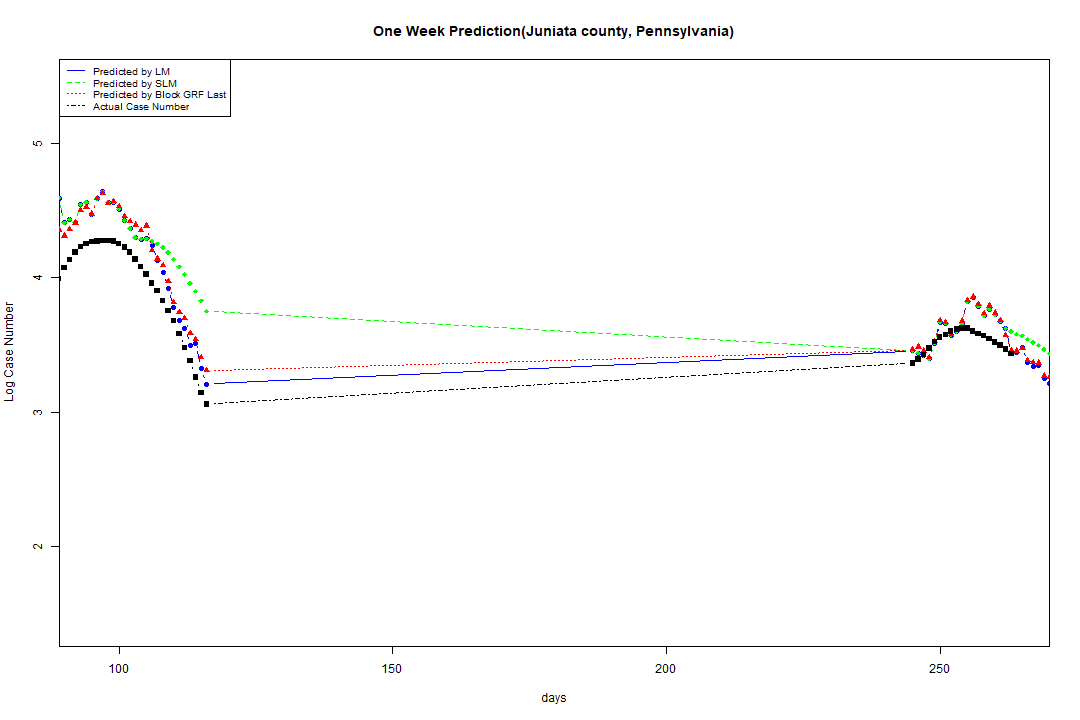 One Week Prediction(Juniata county, Pennsylvania)
Predicted by LM
Predicted by SLM
Predicted by Block GRF Last
Actual Case Number
5
4
3
2
Log Case Number
100 150 200 250
days